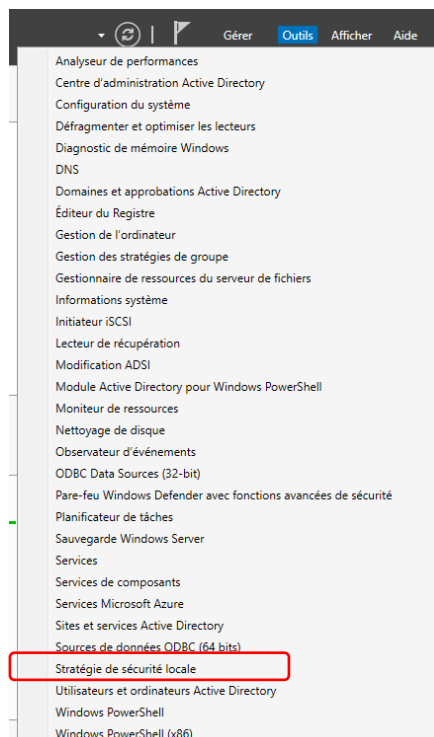 Gérer Outils Afficher Aide
Analyseur de performances
Centre d'administration Active Directory
Configuration du système
Défragmenter et optimiser les lecteurs
Diagnostic de mémoire Windows
DNS
Domaines et approbations Active Directory
Éditeur du Registre
Gestion de l'ordinateur
Gestion des stratégies de groupe
Gestionnaire de ressources du serveur de fichiers
Informations système
Initiateur iSCSI
Lecteur de récupération
Modification ADSI
Module Active Directory pour Windows PowerShell
Moniteur de ressources
Nettoyage de disque
Observateur d'événements
ODBC Data Sources (32-bit)
Pare-feu Windows Defender avec fonctions avancées de sécurité
Planificateur de tâches
Sauvegarde Windows Server
Services
Services de composants
Services Microsoft Azure
Sites et services Active Directory
Sources de données ODBC (64 bits)
Stratégie de sécurité locale
Utilisateurs et ordinateurs Active Directory
Windows PowerShell
Windows PowerShell (x86)